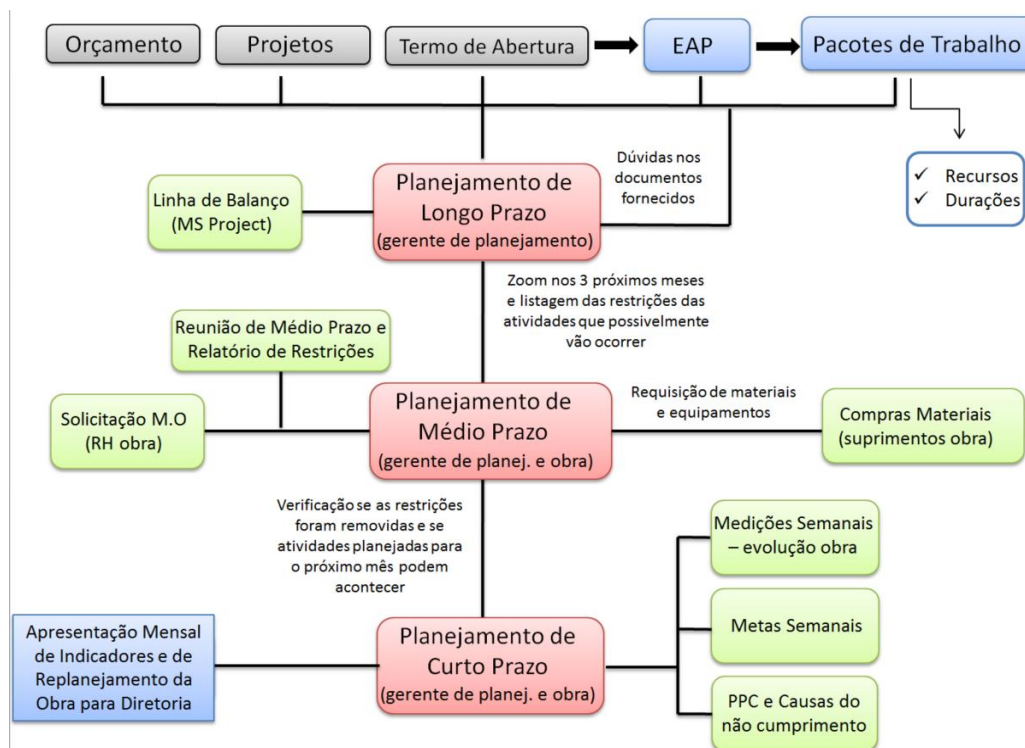 Orçamento
Projetos
Termo de Abertura
EAP
Pacotes de Trabalho
Dúvidas nos
documentos
fornecidos
✓ Recursos
✓ Durações
Linha de Balanço
(MS Project)
Planejamento de
Longo Prazo
(gerente de planejamento)
Zoom nos 3 próximos meses
e listagem das restrições das
atividades que possivelmente
vão ocorrer
Reunião de Médio Prazo e
Relatório de Restrições
Solicitação M.O
(RH obra)
Planejamento de
Médio Prazo
(gerente de planej. e obra)
Requisição de materiais
e equipamentos
Compras Materiais
(suprimentos obra)
Verificação se as restrições
foram removidas e se
atividades planejadas para
o próximo mês podem
acontecer
Medições Semanais
– evolução obra
Metas Semanais
PPC e Causas do
não cumprimento
Planejamento de
Curto Prazo
(gerente de planej. e obra)
Apresentação Mensal
de Indicadores e de
Replanejamento da
Obra para Diretoria